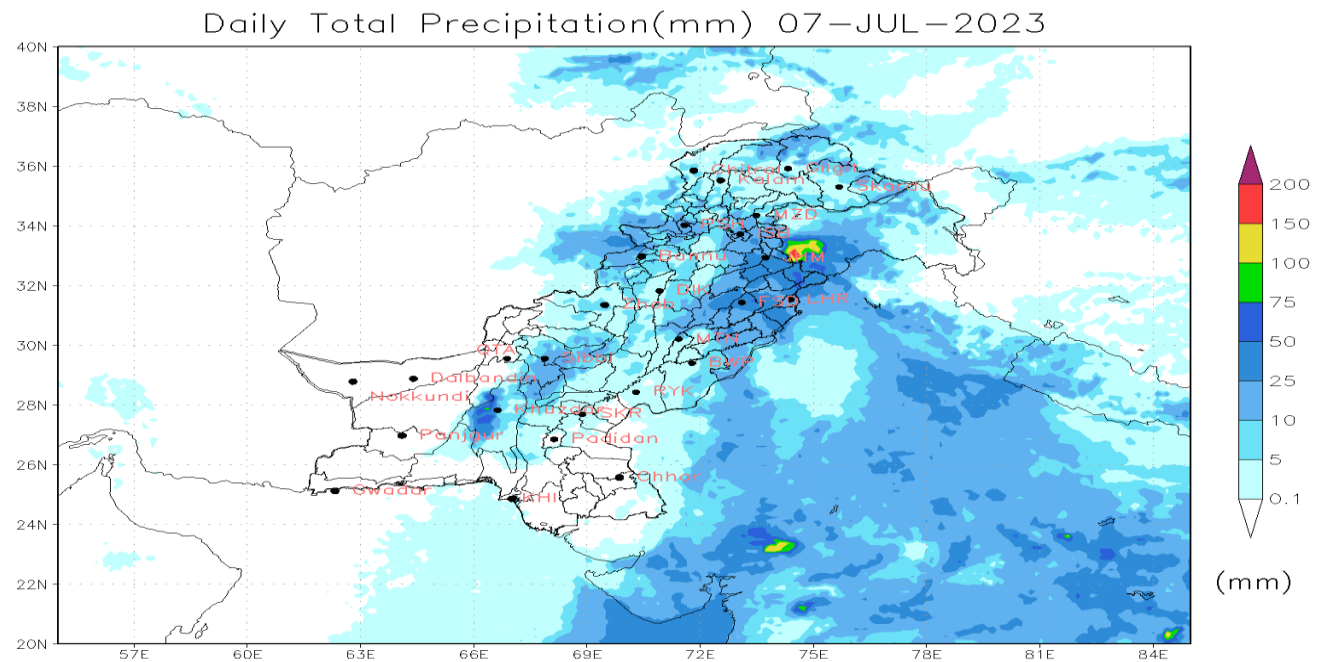 Daily Total Precipitation(mm) 07-JUL-2023
40N
38N
36N
34N
32N
30N
28N
26N
24N
22N
20N
Gilgit
Kalam
Skardu
MZD
ISB
Bannu
DIK
Zhob
FSD
LHR
MTN
QTA
Sibbi
BWP
Dalbandin
Nokkundi
RYK
Khuzdar
SKR
Panjgur
Padidan
Chhor
Gwadar
KHI
200
150
100
75
50
25
10
5
0.1
(mm)
57E
60E
63E
66E
69E
72E
75E
78E
81E
84E